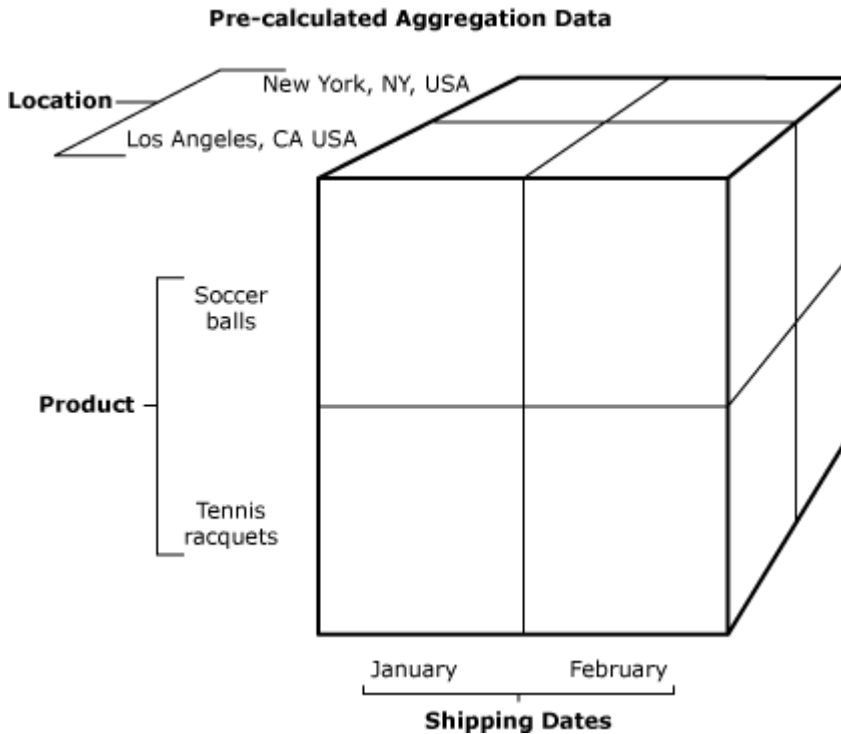 Pre-calculated Aggregation Data
New York, NY, USA
Location
Los Angeles, CA USA
Soccer
balls
Product
Tennis
racquets
January
February
Shipping Dates